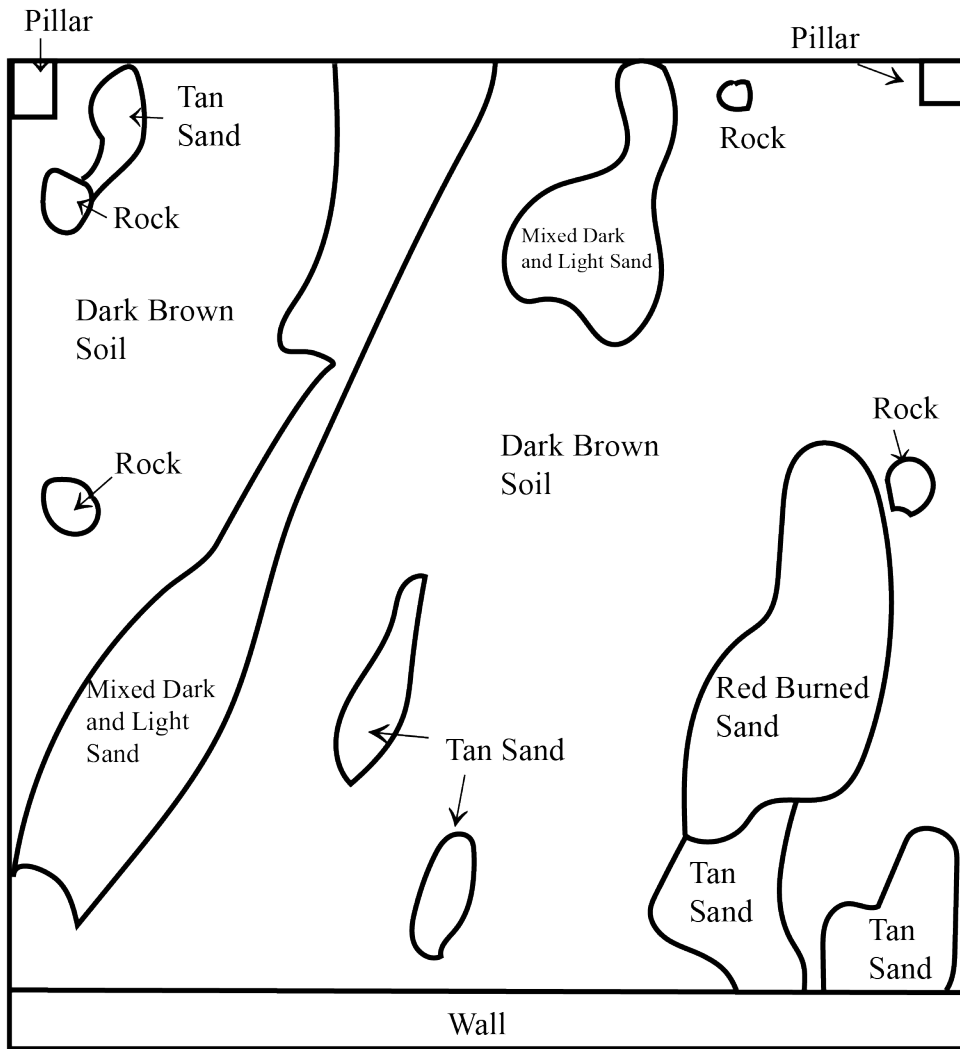 Pillar
Pillar
Tan
Sand
Rock
Rock
Mixed Dark
and Light Sand
Dark Brown
Soil
Rock
Dark Brown
Soil
Rock
Mixed Dark
and Light
Sand
Red Burned
Sand
Tan Sand
Tan
Sand
Tan
Sand
Wall